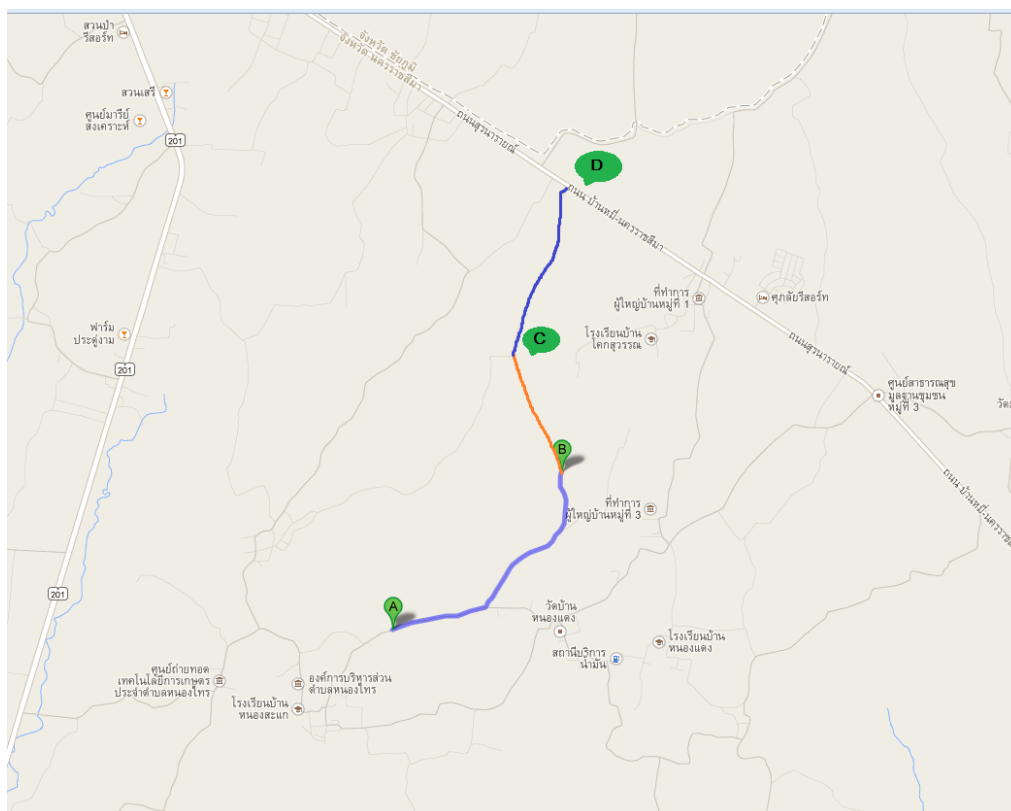 สวนป่า
รีสอร์ท
จังหวัด ชัยภูมิ
จังหวัด นครราชสีมา
สวนเสรี
ศูนย์มารีย์
สงเคราะห์
201
ถนนสุรนารายณ์
D
ถนน บ้านหมี่-นครราชสีมา
ที่ทำการ
ผู้ใหญ่บ้านหมู่ที่ 1
ศุภลัยรีสอร์ท
ฟาร์ม
ประดู่งาม
C
โรงเรียนบ้าน
โคกสุวรรณ
ถนนสุรนารายณ์
201
ศูนย์สาธารณสุข
มูลฐานชุมชน
หมู่ที่ 3
B
ที่ทำการ
ผู้ใหญ่บ้านหมู่ที่ 3
ถนน บ้านหมี่-นครราชสีมา
201
A
วัดบ้าน
หนองแดง
โรงเรียนบ้าน
หนองแดง
สถานีบริการ
น้ำมัน
ศูนย์ถ่ายทอด
เทคโนโลยีการเกษตร
ประจำตำบลหนองไทร
องค์การบริหารส่วน
ตำบลหนองไทร
โรงเรียนบ้าน
หนองสะแก